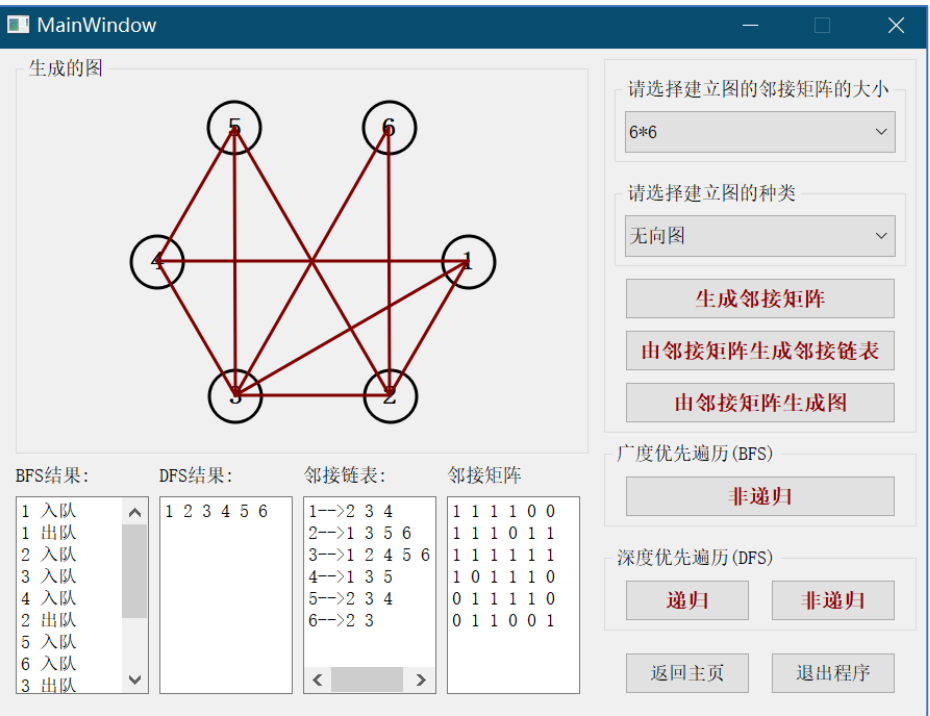 MainWindow
生成的图
5
6
4
1
3
2
请选择建立图的邻接矩阵的大小
6*6
请选择建立图的种类
无向图
生成邻接矩阵
由邻接矩阵生成邻接链表
由邻接矩阵生成图
广度优先遍历(BFS)
非递归
深度优先遍历(DFS)
递归
非递归
返回主页
退出程序
BFS结果:
1 入队
1 出队
2 入队
3 入队
4 入队
2 出队
5 入队
6 入队
3 出队
DFS结果:
1 2 3 4 5 6
邻接链表:
1-->2 3 4
2-->1 3 5 6
3-->1 2 4 5 6
4-->1 3 5
5-->2 3 4
6-->2 3
邻接矩阵
1 1 1 1 0 0
1 1 1 0 1 1
1 1 1 1 1 1
1 0 1 1 1 0
0 1 1 1 1 0
0 1 1 0 0 1